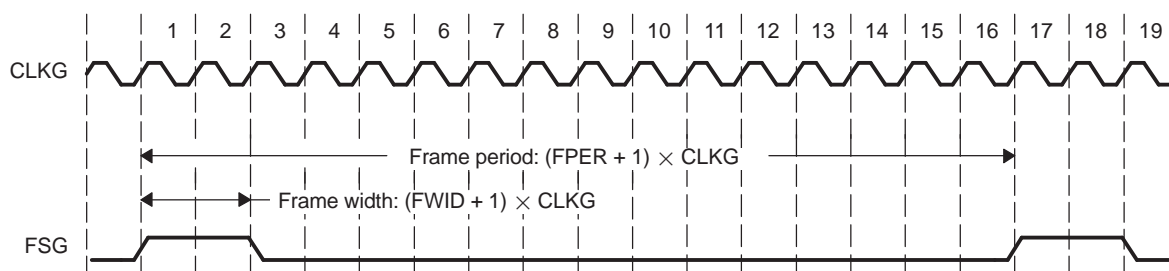 1 2 3 4 5 6 7 8 9 10 11 12 13 14 15 16 17 18 19
CLKG
Frame period: (FPER + 1) × CLKG
Frame width: (FWID + 1) × CLKG
FSG